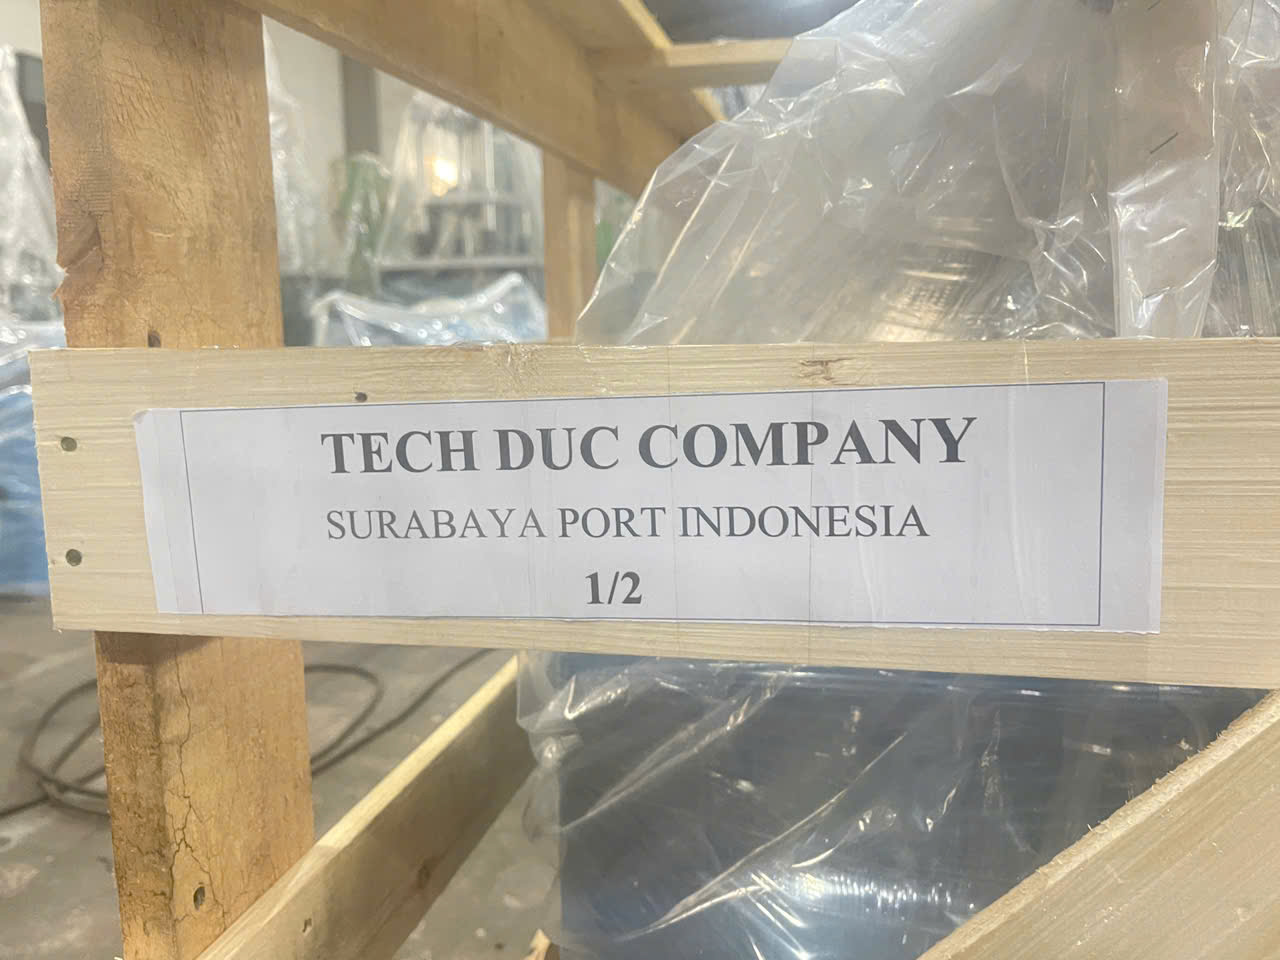 TECH DUC COMPANY
SURABAYA PORT INDONESIA
1/2